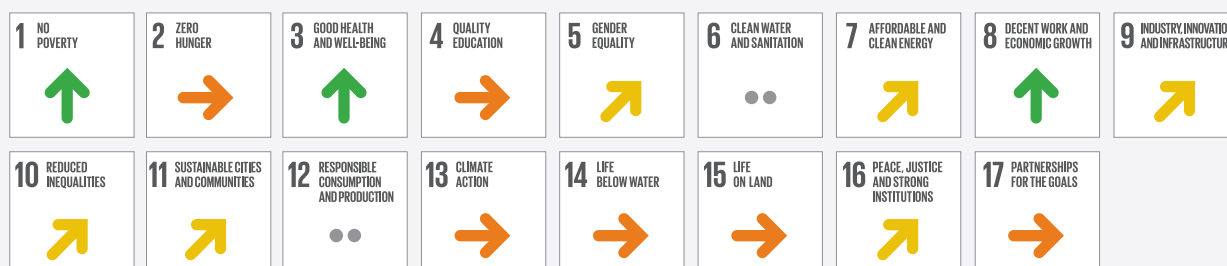 1 NO
POVERTY
2 ZERO
HUNGER
3 GOOD HEALTH
AND WELL-BEING
4 QUALITY
EDUCATION
5 GENDER
EQUALITY
6 CLEAN WATER
AND SANITATION
7 AFFORDABLE AND
CLEAN ENERGY
8 DECENT WORK AND
ECONOMIC GROWTH
9 INDUSTRY, INNOVATIO
AND INFRASTRUCTUR
10 REDUCED
INEQUALITIES
11 SUSTAINABLE CITIES
AND COMMUNITIES
12 RESPONSIBLE
CONSUMPTION
AND PRODUCTION
13 CLIMATE
ACTION
14 LIFE
BELOW WATER
15 LIFE
ON LAND
16 PEACE, JUSTICE
AND STRONG
INSTITUTIONS
17 PARTNERSHIPS
FOR THE GOALS